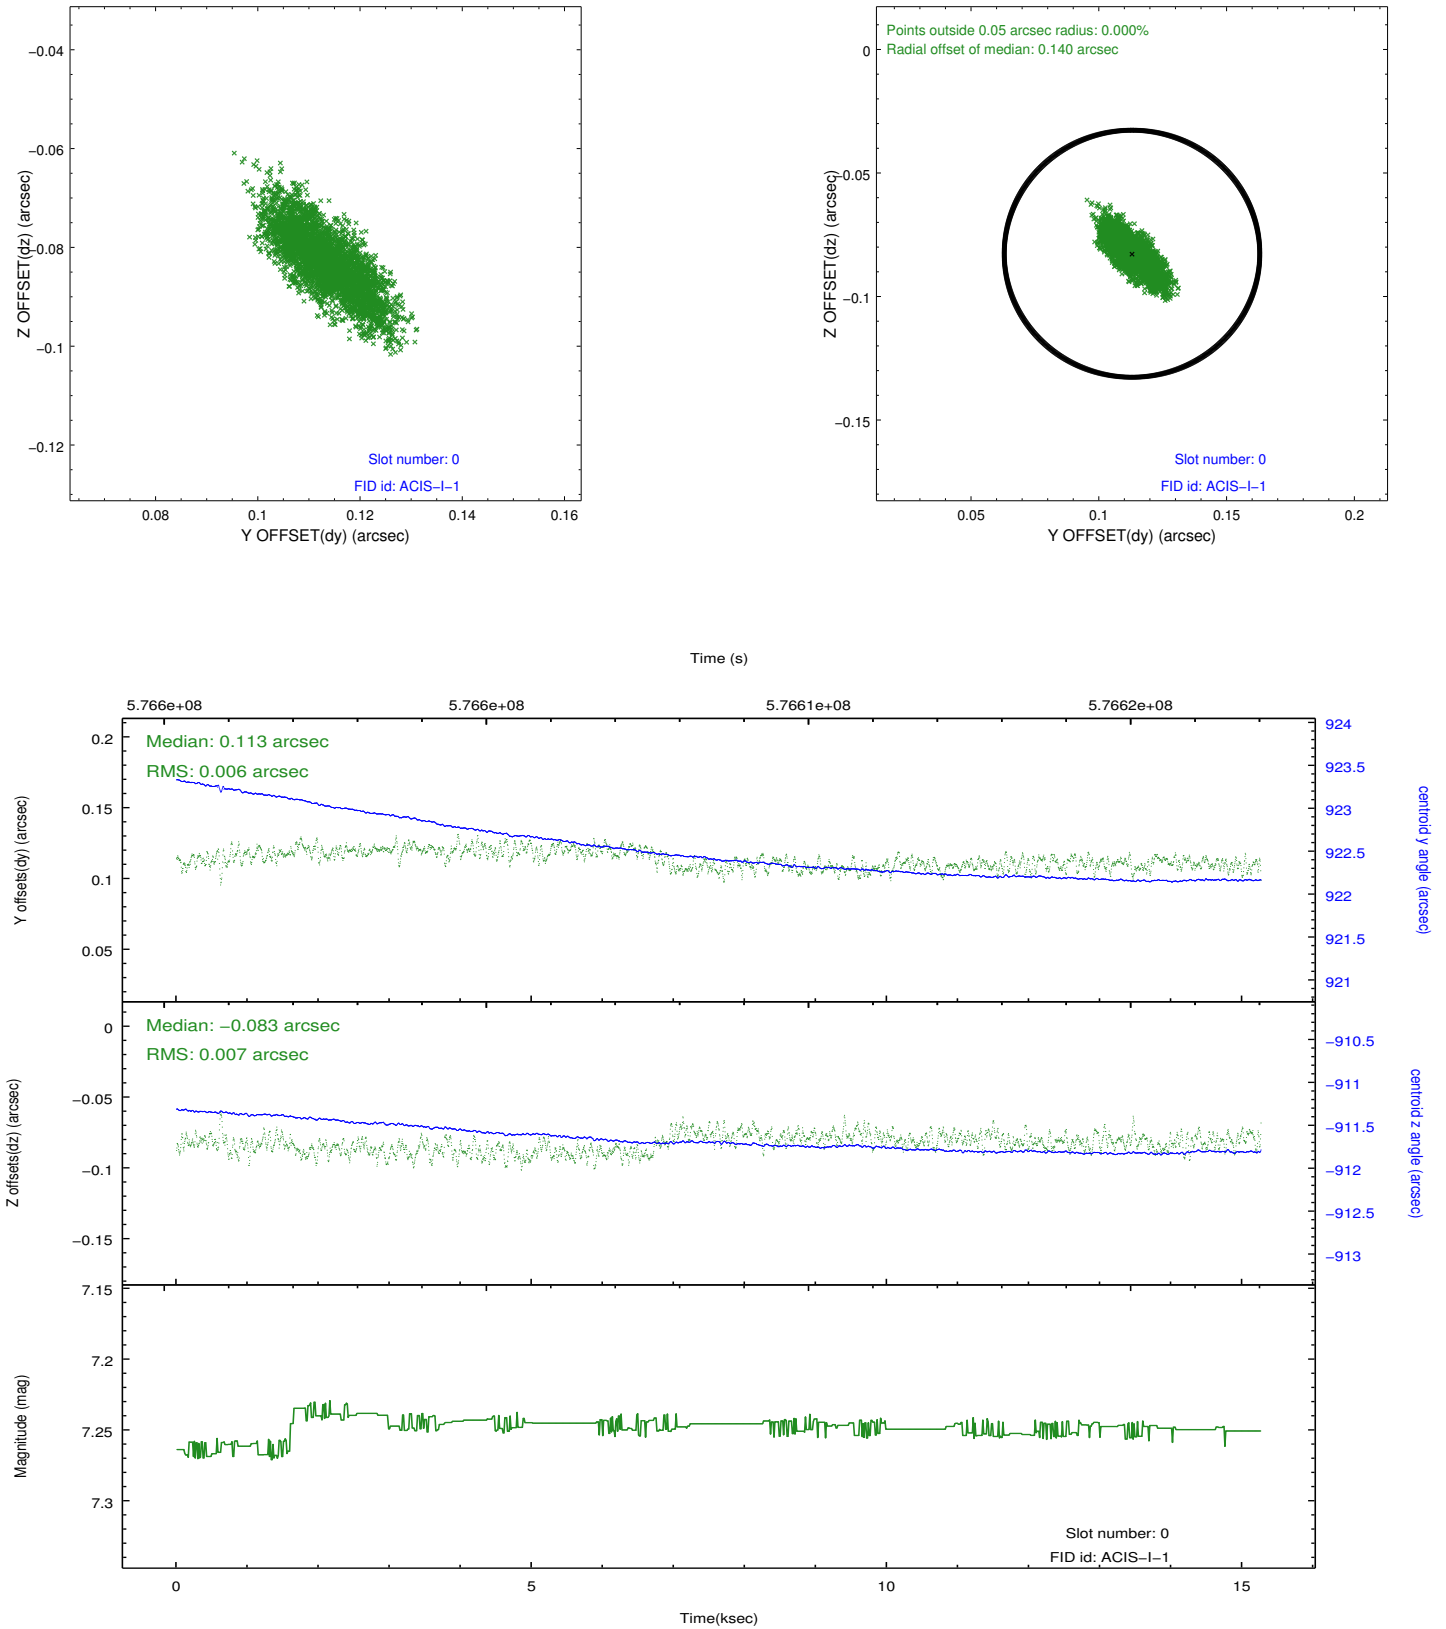 −0.04
−0.06
−0.08
−0.1
−0.12
Z OFFSET(dz) (arcsec)
Slot number: 0
FID id: ACIS−I−1
0.08 0.1 0.12 0.14 0.16
Y OFFSET(dy) (arcsec)
Points outside 0.05 arcsec radius: 0.000%
Radial offset of median: 0.140 arcsec
0
−0.05
−0.1
−0.15
Z OFFSET(dz) (arcsec)
Slot number: 0
FID id: ACIS−I−1
0.05 0.1 0.15 0.2
Y OFFSET(dy) (arcsec)
Time (s)
5.766e+08 5.766e+08 5.7661e+08 5.7662e+08
Median: 0.113 arcsec
RMS: 0.006 arcsec
0.2
0.15
0.1
0.05
Y offsets(dy) (arcsec)
924
923.5
923
922.5
922
921.5
921
centroid y angle (arcsec)
Median: −0.083 arcsec
RMS: 0.007 arcsec
0
−0.05
−0.1
−0.15
Z offsets(dz) (arcsec)
−910.5
−911
−911.5
−912
−912.5
−913
centroid z angle (arcsec)
7.15
7.2
7.25
7.3
Magnitude (mag)
Slot number: 0
FID id: ACIS−I−1
0 5 10 15
Time(ksec)